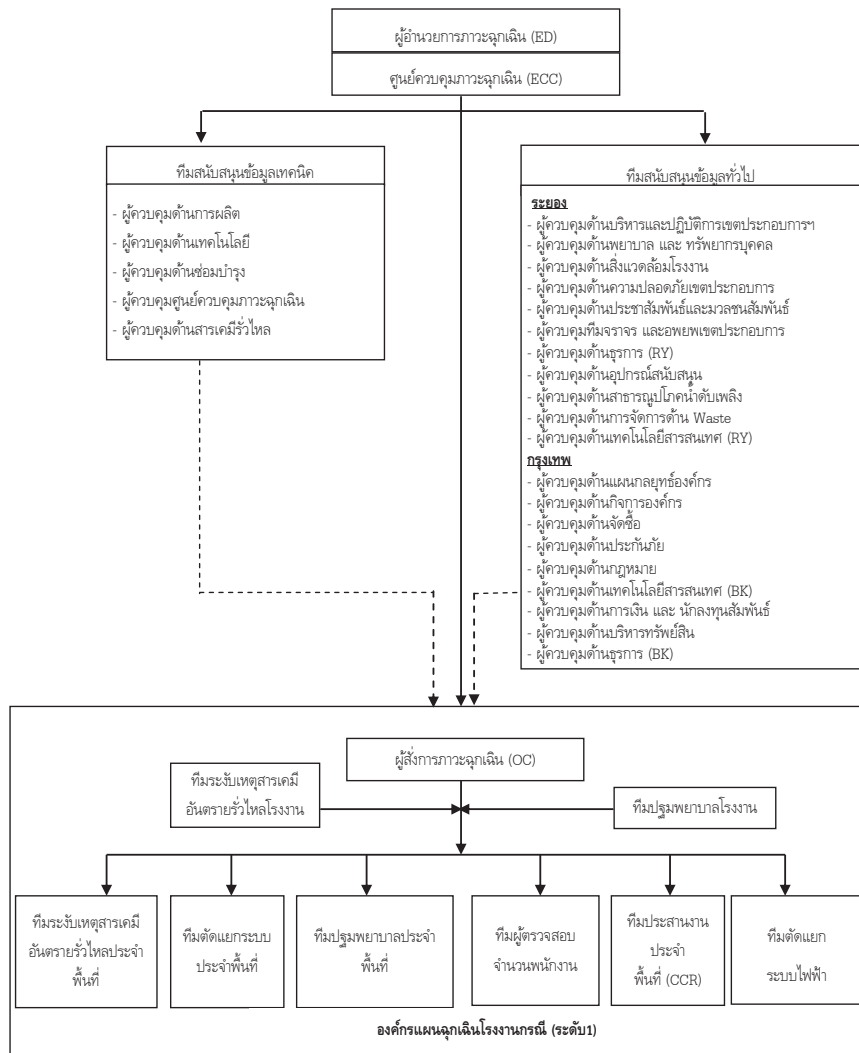 ผู้อำนวยการภาวะฉุกเฉิน (ED)
ศูนย์ควบคุมภาวะฉุกเฉิน (ECC)
ทีมสนับสนุนข้อมูลเทคนิค
- ผู้ควบคุมด้านการผลิต
- ผู้ควบคุมด้านเทคโนโลยี
- ผู้ควบคุมด้านซ่อมบำรุง
- ผู้ควบคุมศูนย์ควบคุมภาวะฉุกเฉิน
- ผู้ควบคุมด้านสารเคมีรั่วไหล
ทีมสนับสนุนข้อมูลทั่วไป
ระยอง
- ผู้ควบคุมด้านบริหารและปฏิบัติการเขตประกอบการฯ
- ผู้ควบคุมด้านพยาบาล และ ทรัพยากรบุคคล
- ผู้ควบคุมด้านสิ่งแวดล้อมโรงงาน
- ผู้ควบคุมด้านความปลอดภัยเขตประกอบการ
- ผู้ควบคุมด้านประชาสัมพันธ์และมวลชนสัมพันธ์
- ผู้ควบคุมทีมจราจร และอพยพเขตประกอบการ
- ผู้ควบคุมด้านธุรการ (RY)
- ผู้ควบคุมด้านอุปกรณ์สนับสนุน
- ผู้ควบคุมด้านสาธารณูปโภคน้ำดับเพลิง
- ผู้ควบคุมด้านการจัดการด้าน Waste
- ผู้ควบคุมด้านเทคโนโลยีสารสนเทศ (RY)
กรุงเทพ
- ผู้ควบคุมด้านแผนกลยุทธ์องค์กร
- ผู้ควบคุมด้านกิจการองค์กร
- ผู้ควบคุมด้านจัดซื้อ
- ผู้ควบคุมด้านประกันภัย
- ผู้ควบคุมด้านกฎหมาย
- ผู้ควบคุมด้านเทคโนโลยีสารสนเทศ (BK)
- ผู้ควบคุมด้านการเงิน และ นักลงทุนสัมพันธ์
- ผู้ควบคุมด้านบริหารทรัพย์สิน
- ผู้ควบคุมด้านธุรการ (BK)
ผู้สั่งการภาวะฉุกเฉิน (OC)
ทีมระงับเหตุสารเคมี
อันตรายรั่วไหลโรงงาน
ทีมปฐมพยาบาลโรงงาน
ทีมระงับเหตุสารเคมี
อันตรายรั่วไหลประจำ
พื้นที่
ทีมตัดแยกระบบ
ประจำพื้นที่
ทีมปฐมพยาบาลประจำ
พื้นที่
ทีมผู้ตรวจสอบ
จำนวนพนักงาน
ทีมประสานงาน
ประจำ
พื้นที่ (CCR)
ทีมตัดแยก
ระบบไฟฟ้า
องค์กรแผนฉุกเฉินโรงงานกรณี (ระดับ1)